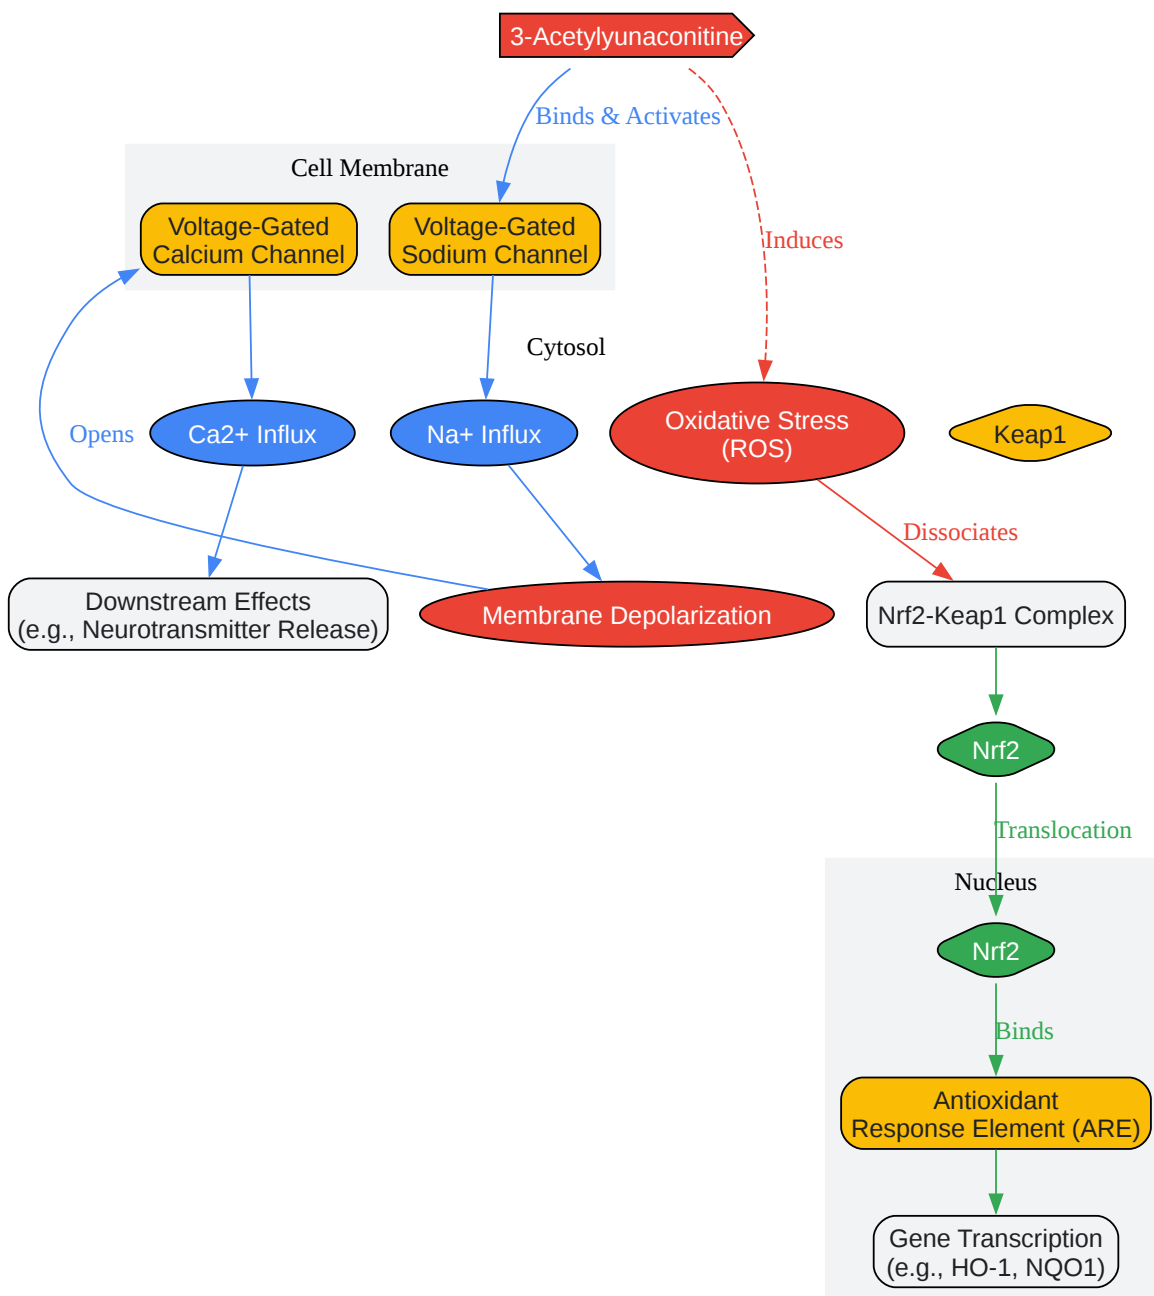 3-Acetylyunaconitine
Binds & Activates
Cell Membrane
Voltage-Gated
Calcium Channel
Voltage-Gated
Sodium Channel
Induces
Cytosol
Opens
Ca2+ Influx
Na+ Influx
Oxidative Stress
(ROS)
Keap1
Dissociates
Downstream Effects
(e.g., Neurotransmitter Release)
Membrane Depolarization
Nrf2-Keap1 Complex
Nrf2
Translocation
Nucleus
Nrf2
Binds
Antioxidant
Response Element (ARE)
Gene Transcription
(e.g., HO-1, NQO1)